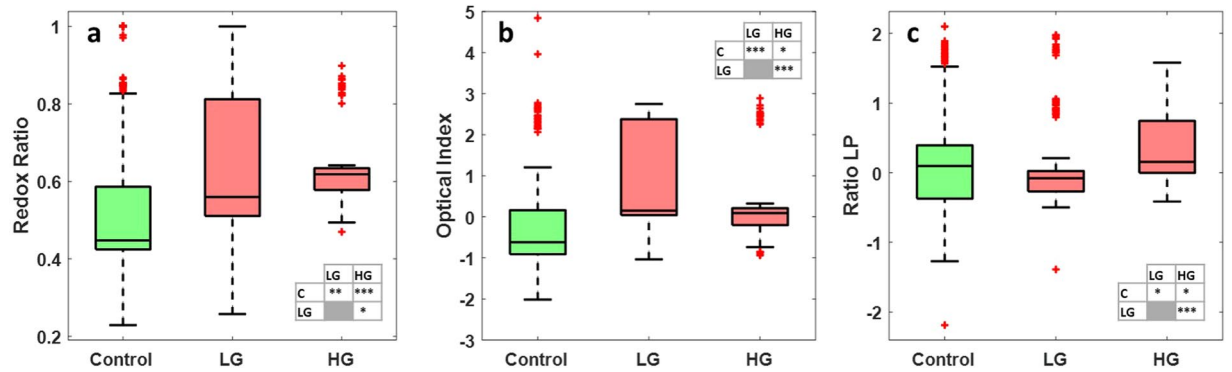 a
Redox Ratio
1
0.8
0.6
0.4
0.2
Control LG HG
LG HG
C ** ***
LG *
b
Optical Index
5
4
3
2
1
0
-1
-2
-3
Control LG HG
LG HG
C *** *
LG ***
c
Ratio LP
2
1
0
-1
-2
Control LG HG
LG HG
C * *
LG ***